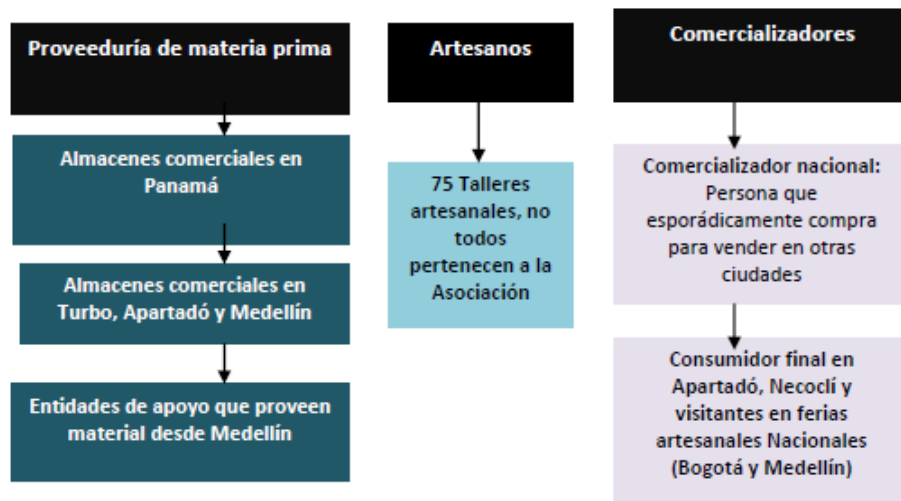 Proveeduría de materia prima
Almacenes comerciales en
Panamá
Almacenes comerciales en
Turbo, Apartadó y Medellín
Entidades de apoyo que proveen
material desde Medellín
Artesanos
75 Talleres
artesanales, no
todos
pertenecen a la
Asociación
Comercializadores
Comercializador nacional:
Persona que
esporádicamente compra
para vender en otras
ciudades
Consumidor final en
Apartadó, Necoclí y
visitantes en ferias
artesanales Nacionales
(Bogotá y Medellín)